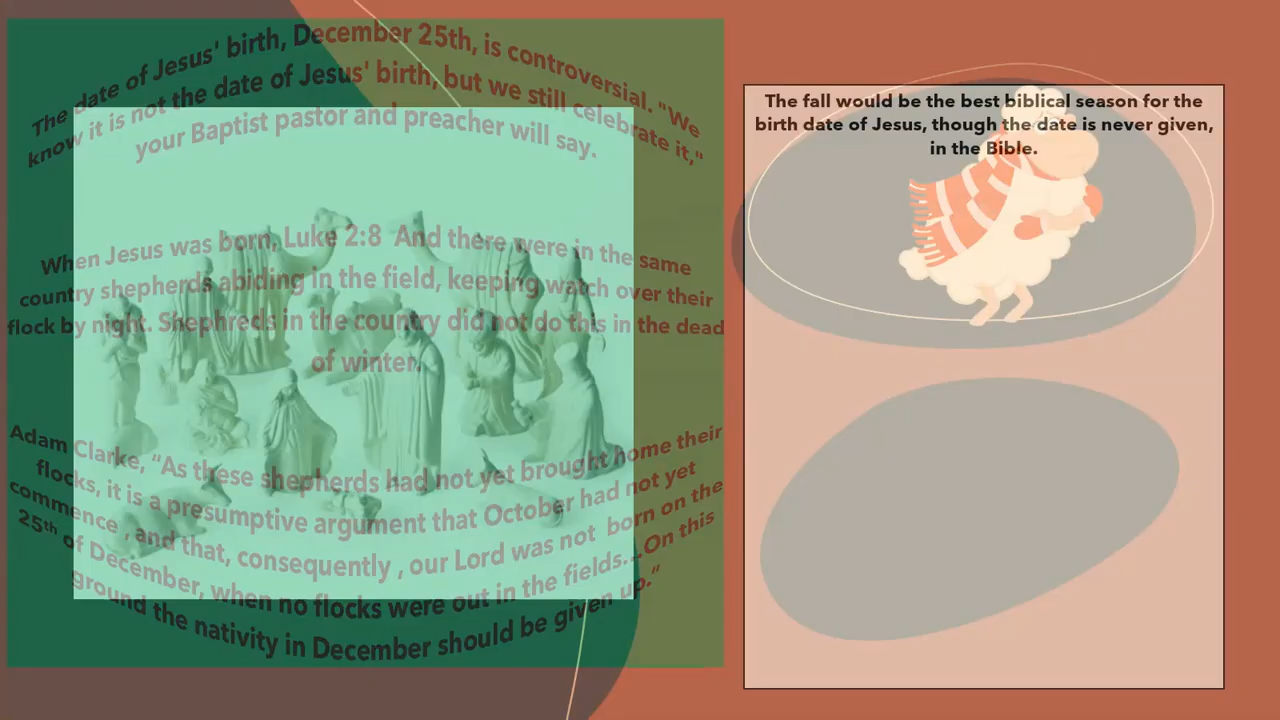 The date of Jesus' birth, December 25th, is controversial. "We
know it is not the date of Jesus' birth, but we still celebrate it,"
your Baptist pastor and preacher will say.
When Jesus was born, Luke 2:8 And there were in the same
country shepherds abiding in the field, keeping watch over their
flock by night. Shephreds in the country did not do this in the dead
of winter.
Adam Clarke, "As these shepherds had not yet brought home their
flocks, it is a presumptive argument that October had not yet
commence , and that, consequently , our Lord was not born on the
25th of December, when no flocks were out in the fields...On this
ground the nativity in December should be given up."
The fall would be the best biblical season for the
birth date of Jesus, though the date is never given,
in the Bible.